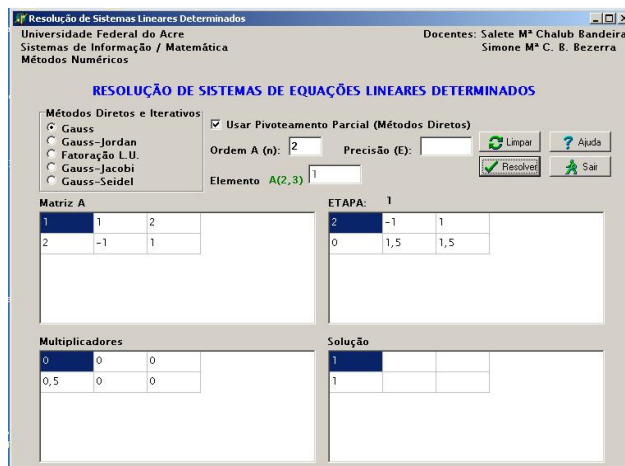 Resolução de Sistemas Lineares Determinados
Universidade Federal do Acre
Docentes: Salete Mª Chalub Bandeira
Sistemas de Informação / Matemática
Simone Mª C. B. Bezerra
Métodos Numéricos
RESOLUÇÃO DE SISTEMAS DE EQUAÇÕES LINEARES DETERMINADOS
Métodos Diretos e Iterativos
Gauss
Gauss-Jordan
Fatoração L.U.
Gauss-Jacobi
Gauss-Seidel
Usar Pivoteamento Parcial (Métodos Diretos)
Ordem A (n): 2
Precisão (E):
Elemento A(2,3) 1
Limpar
Ajuda
Resolver
Sair
Matriz A
1 1 2
2 -1 1
ETAPA: 1
2 -1 1
0 1,5 1,5
Multiplicadores
0 0 0
0,5 0 0
Solução
1
1